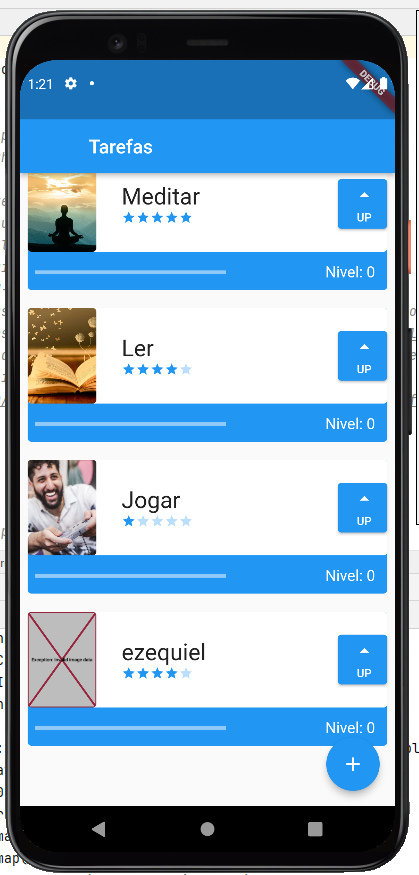 1:21
DEBUG
Tarefas
Meditar
UP
Nivel: 0
Ler
UP
Nivel: 0
Jogar
UP
Nivel: 0
Exception: Invalid image data
ezequiel
UP
Nivel: 0